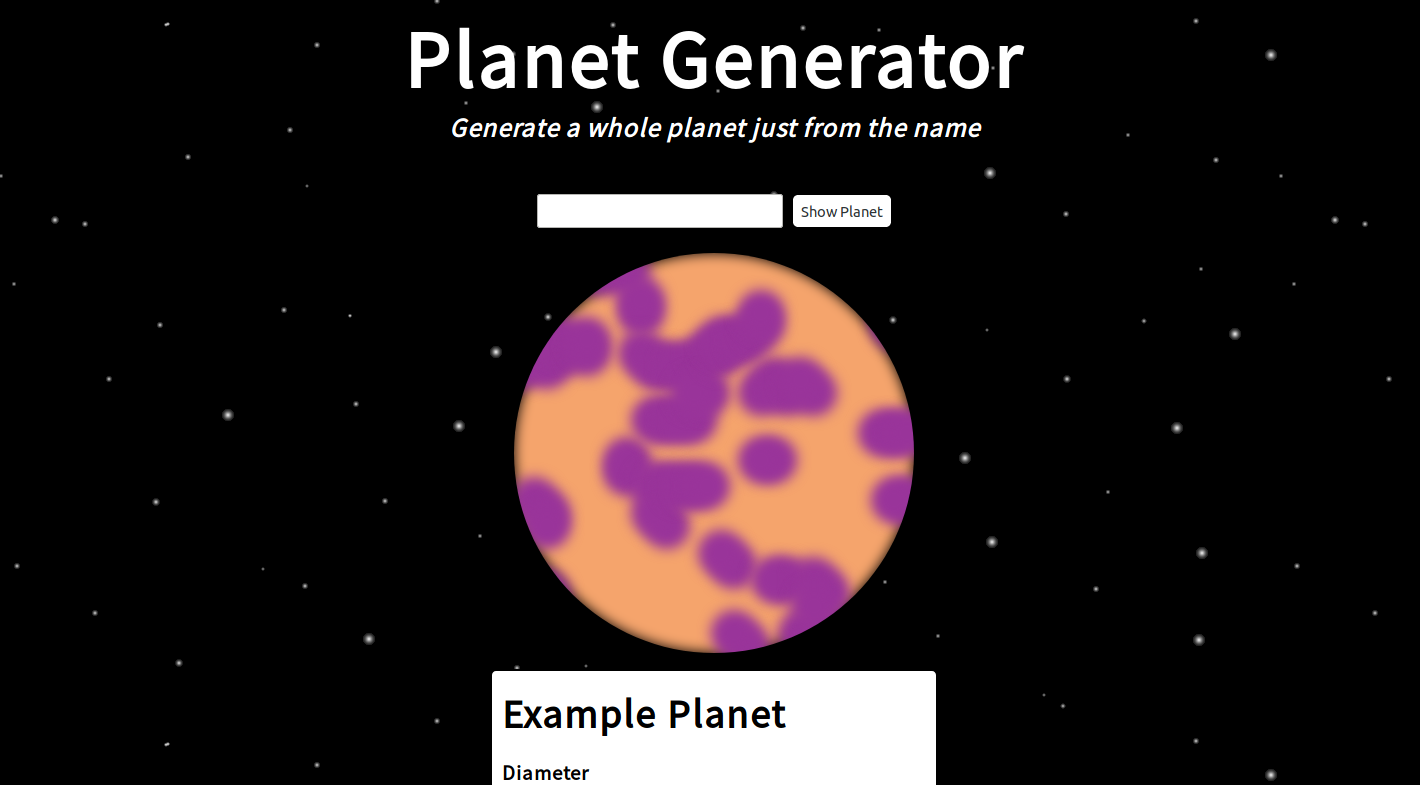 Planet Generator
Generate a whole planet just from the name
Show Planet
Example Planet
Diameter